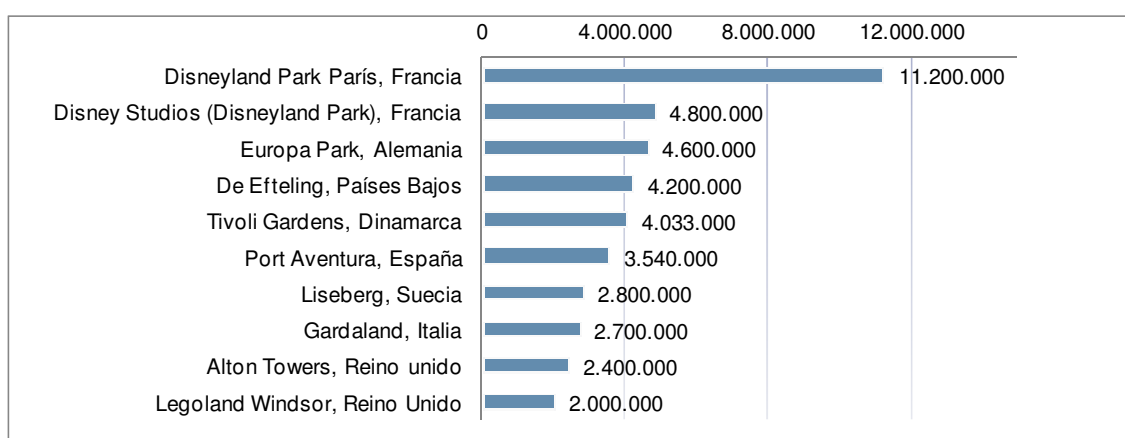 0 4.000.000 8.000.000 12.000.000
Disneyland Park París, Francia 11.200.000
Disney Studios (Disneyland Park), Francia 4.800.000
Europa Park, Alemania 4.600.000
De Efteling, Países Bajos 4.200.000
Tivoli Gardens, Dinamarca 4.033.000
Port Aventura, España 3.540.000
Liseberg, Suecia 2.800.000
Gardaland, Italia 2.700.000
Alton Towers, Reino unido 2.400.000
Legoland Windsor, Reino Unido 2.000.000